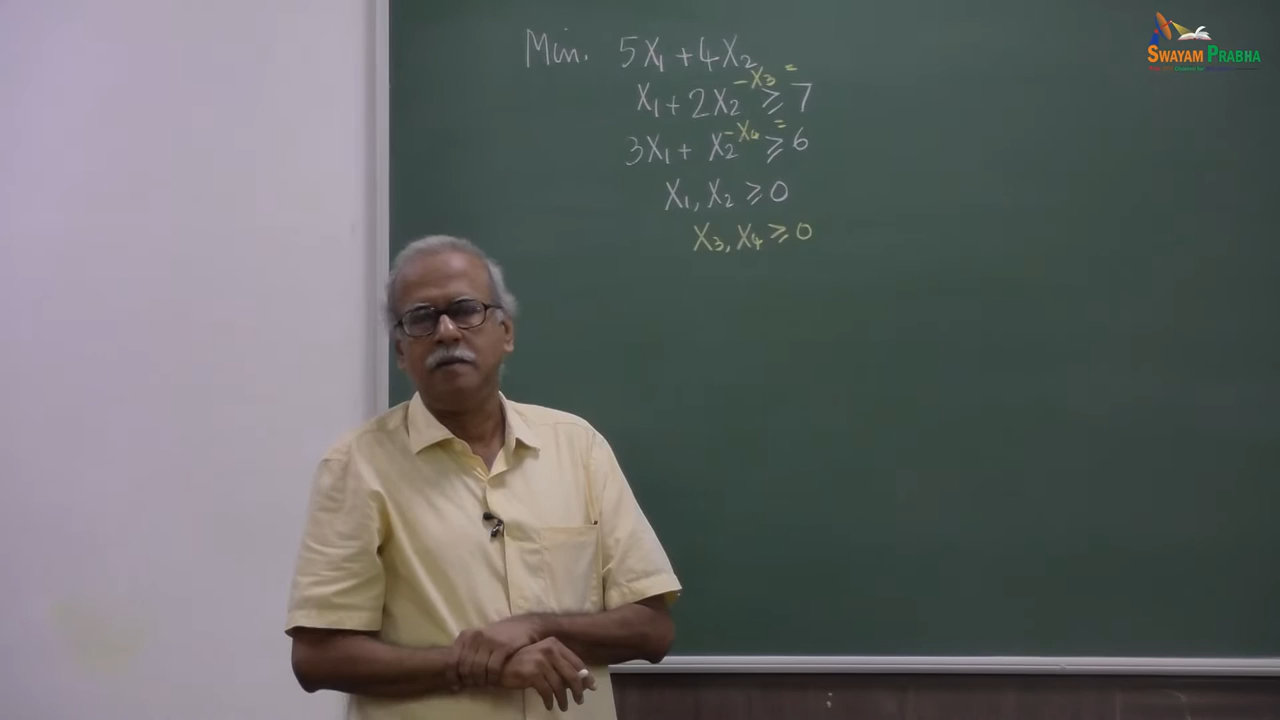 Min. 5X₁ + 4X₂
X₁ + 2X₂ - X₃ = ≥ 7
3X₁ + X₂ - X₄ = ≥ 6
X₁, X₂ ≥ 0
X₃, X₄ ≥ 0
SWAYAM PRABHA